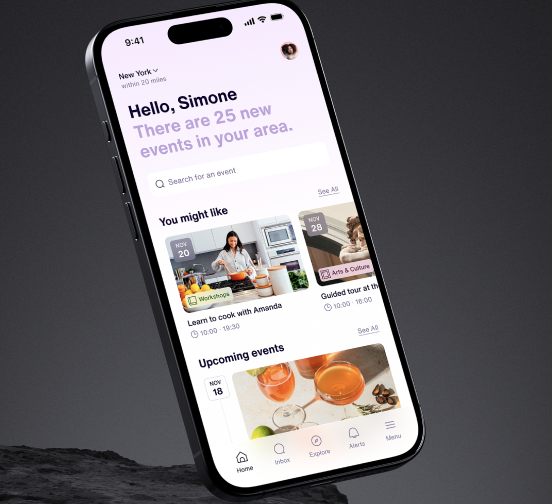 9:41
New York
within 20 miles
Hello, Simone
There are 25 new
events in your area.
Search for an event
You might like
See All
NOV
20
Workshops
Learn to cook with Amanda
10:00 - 19:30
NOV
28
Arts & Culture
Guided tour at th
10:00 - 16:00
Upcoming events
See All
NOV
18
Home
Inbox
Explore
Alerts
Menu